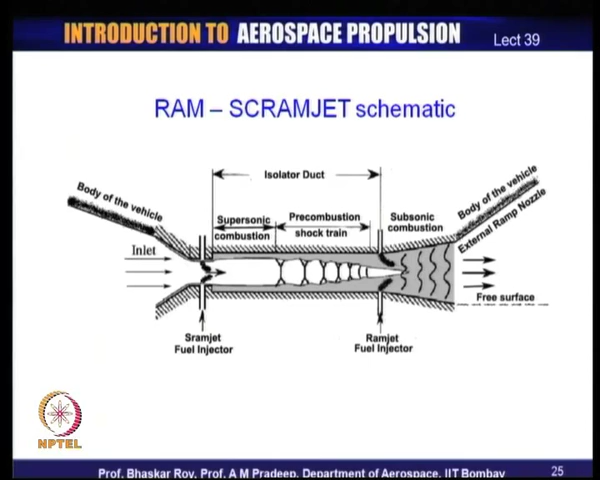 INTRODUCTION TO AEROSPACE PROPULSION
Lect 39
RAM – SCRAMJET schematic
Isolator Duct
Body of the vehicle
Body of the vehicle
External Ramp Nozzle
Supersonic
combustion
Precombustion
shock train
Subsonic
combustion
Inlet
Free surface
Sramjet
Fuel Injector
Ramjet
Fuel Injector
NPTEL
Prof. Bhaskar Roy, Prof. A M Pradeep, Department of Aerospace, IIT Bombay
25